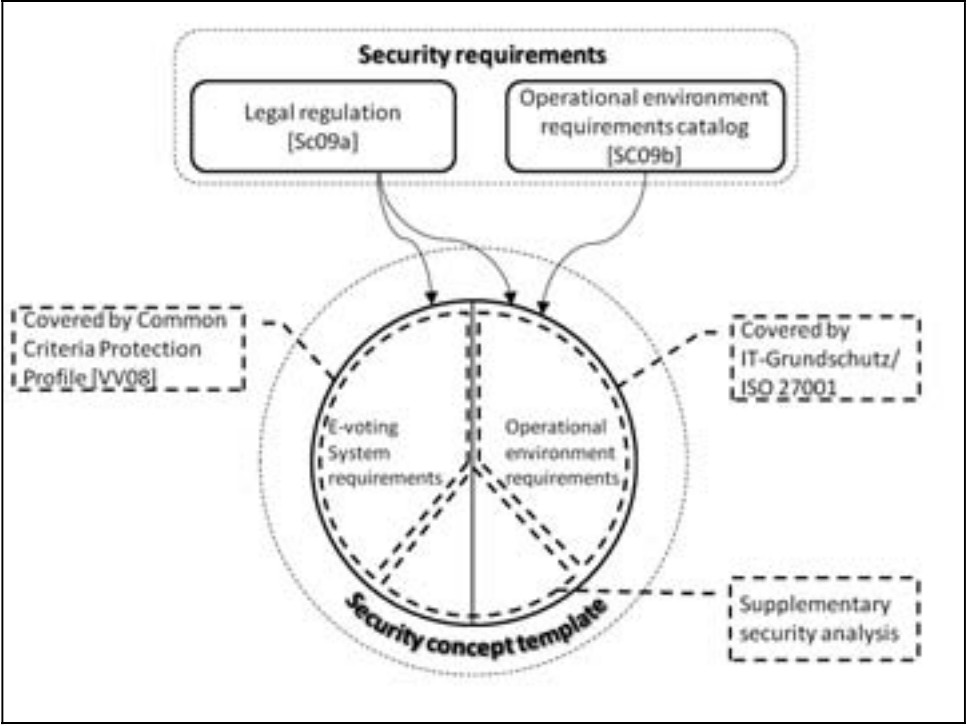 Security requirements
Legal regulation
[Sc09a]
Operational environment
requirements catalog
[SC09b]
Covered by Common
Criteria Protection
Profile [VV08]
Covered by
IT-Grundschutz/
ISO 27001
E-voting
System
requirements
Operational
environment
requirements
Security concept template
Supplementary
security analysis